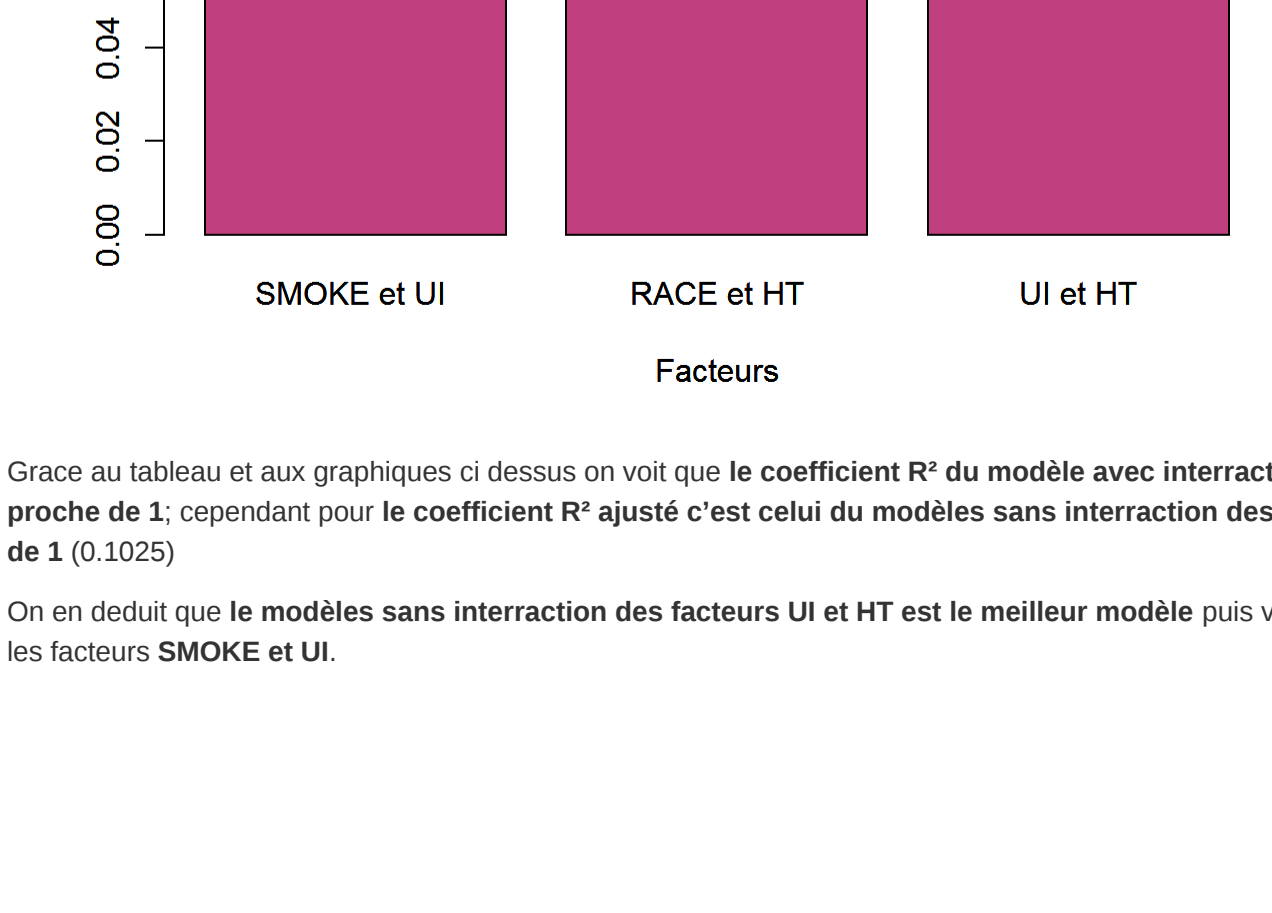 0.04
0.02
0.00
SMOKE et UI
RACE et HT
UI et HT
Facteurs
Grace au tableau et aux graphiques ci dessus on voit que le coefficient R² du modèle avec interract
proche de 1; cependant pour le coefficient R² ajusté c’est celui du modèles sans interraction des
de 1 (0.1025)
On en deduit que le modèles sans interraction des facteurs UI et HT est le meilleur modèle puis v
les facteurs SMOKE et UI.